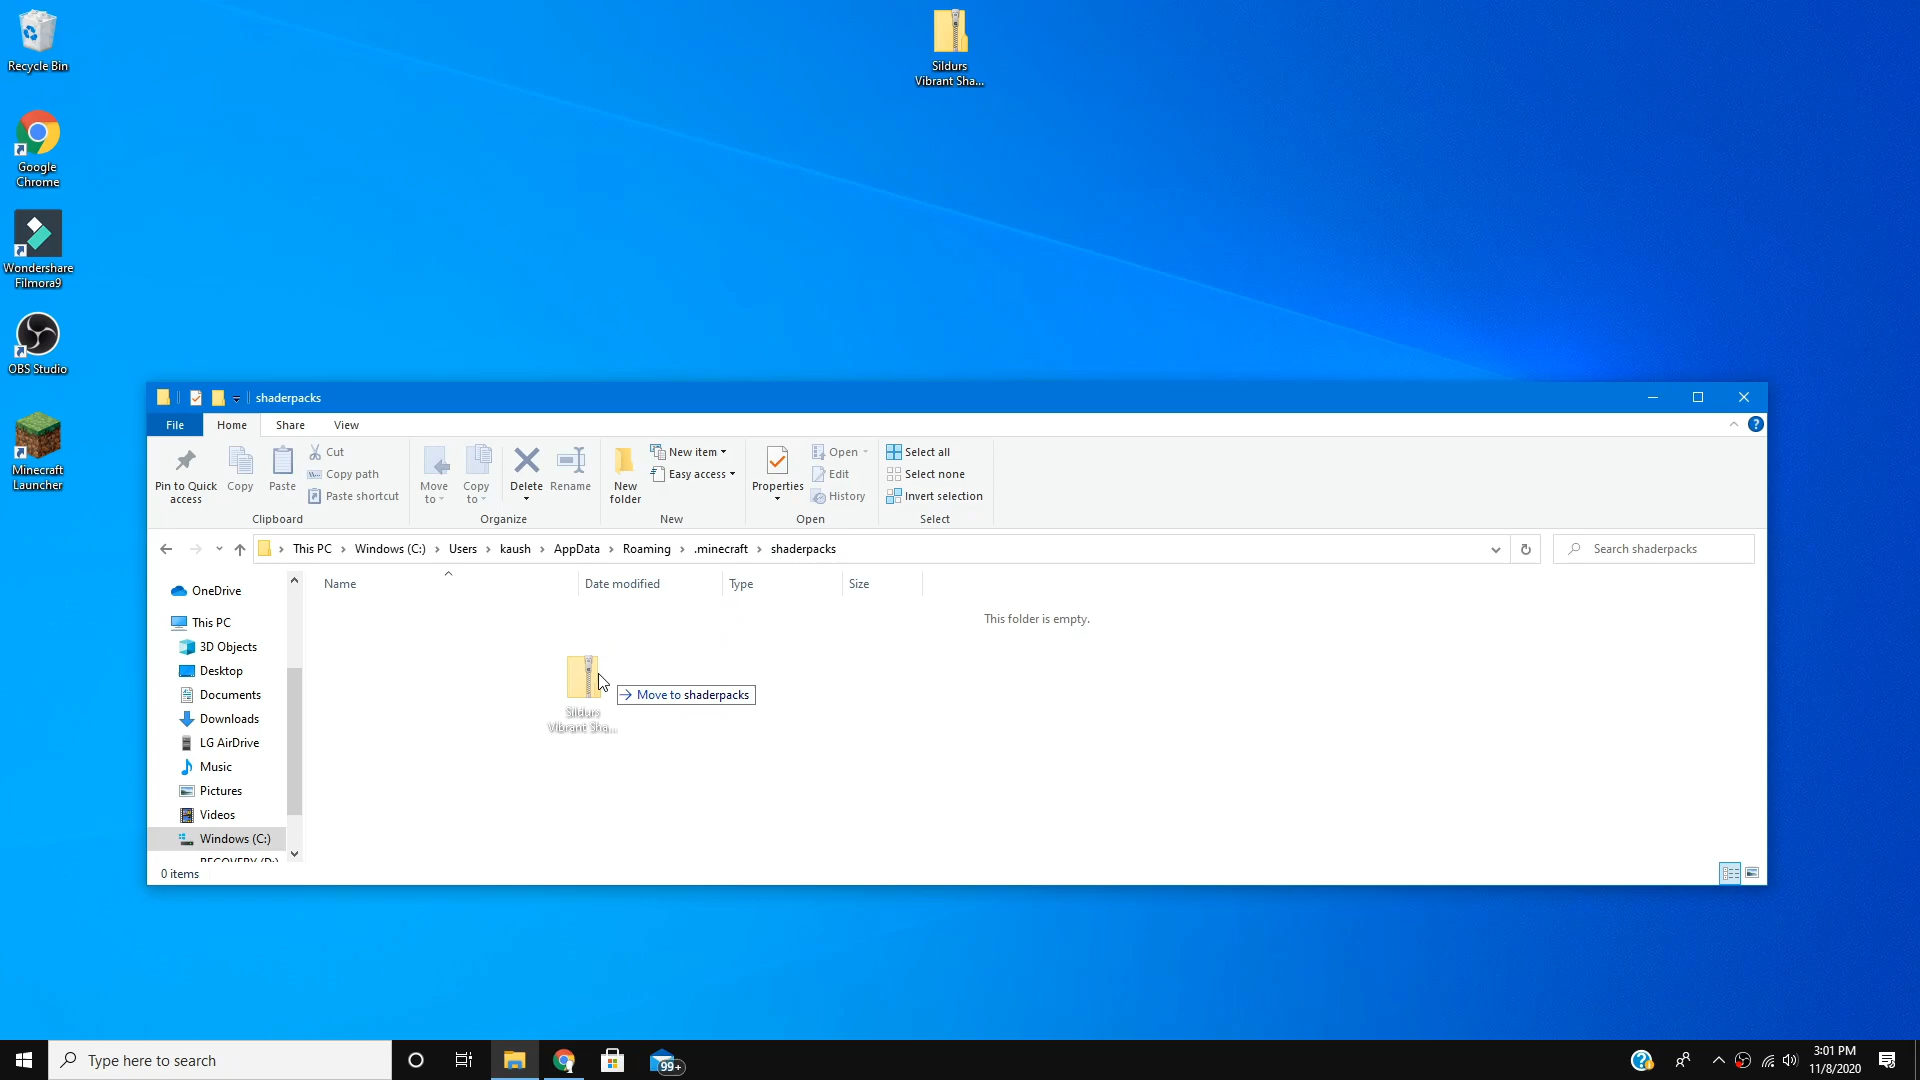 Recycle Bin
Sildurs
Vibrant Sha...
Google
Chrome
Wondershare
Filmora9
OBS Studio
Minecraft
Launcher
shaderpacks
File Home Share View
Pin to Quick
access
Copy
Paste
Cut
Copy path
Paste shortcut
Clipboard
Move
to
Copy
to
Delete
Rename
Organize
New
folder
New item
Easy access
New
Properties
Open
Edit
History
Open
Select all
Select none
Invert selection
Select
This PC Windows (C:) Users kaush AppData Roaming .minecraft shaderpacks
Search shaderpacks
OneDrive
This PC
3D Objects
Desktop
Documents
Downloads
LG AirDrive
Music
Pictures
Videos
Windows (C:)
RECOVERY (D:)
Name Date modified Type Size
This folder is empty.
Move to shaderpacks
Sildurs
Vibrant Sha...
0 items
Type here to search
99+
3:01 PM
11/8/2020